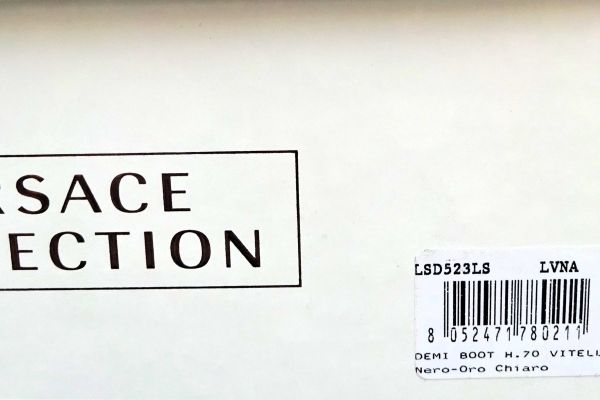 RSACE
ECTION
LSD523LS LVNA
8 052471 780211
DEMI BOOT H.70 VITELL
Nero-Oro Chiaro